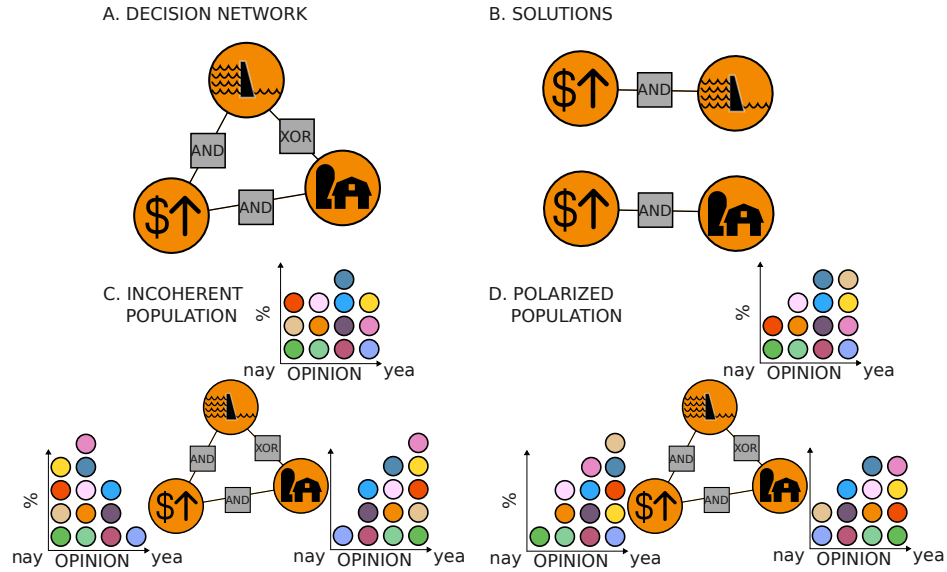 A. DECISION NETWORK
AND
XOR
$↑
AND
B. SOLUTIONS
$↑
AND
$↑
AND
C. INCOHERENT
POPULATION
%
nay
OPINION
yea
AND
XOR
$↑
AND
%
nay
OPINION
yea
nay
OPINION
yea
D. POLARIZED
POPULATION
%
nay
OPINION
yea
AND
XOR
$↑
AND
%
nay
OPINION
yea
nay
OPINION
yea